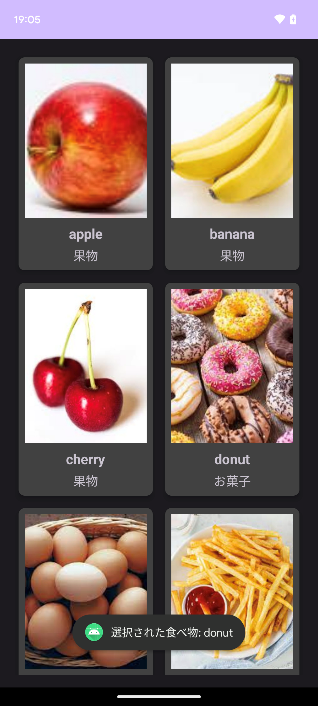 19:05
apple
果物
banana
果物
cherry
果物
donut
お菓子
選択された食べ物: donut